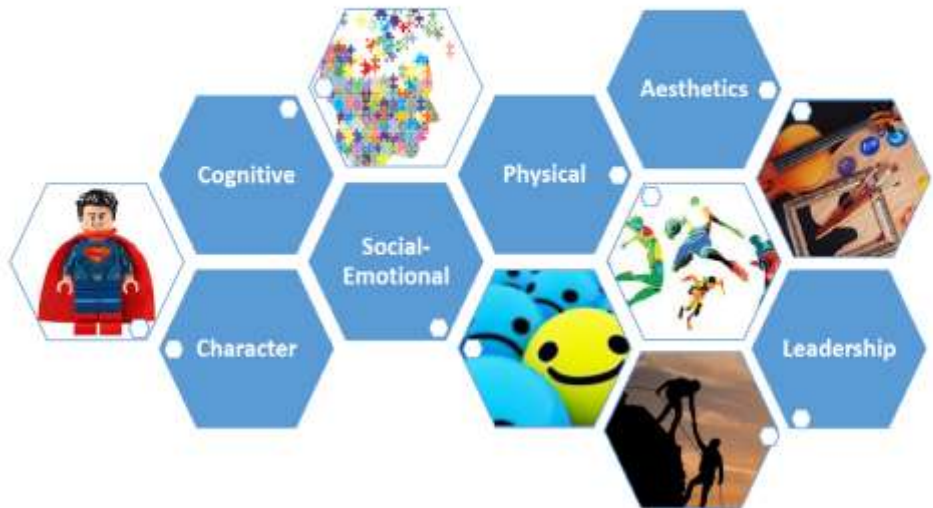 Aesthetics
Cognitive
Physical
Social-
Emotional
Character
Leadership